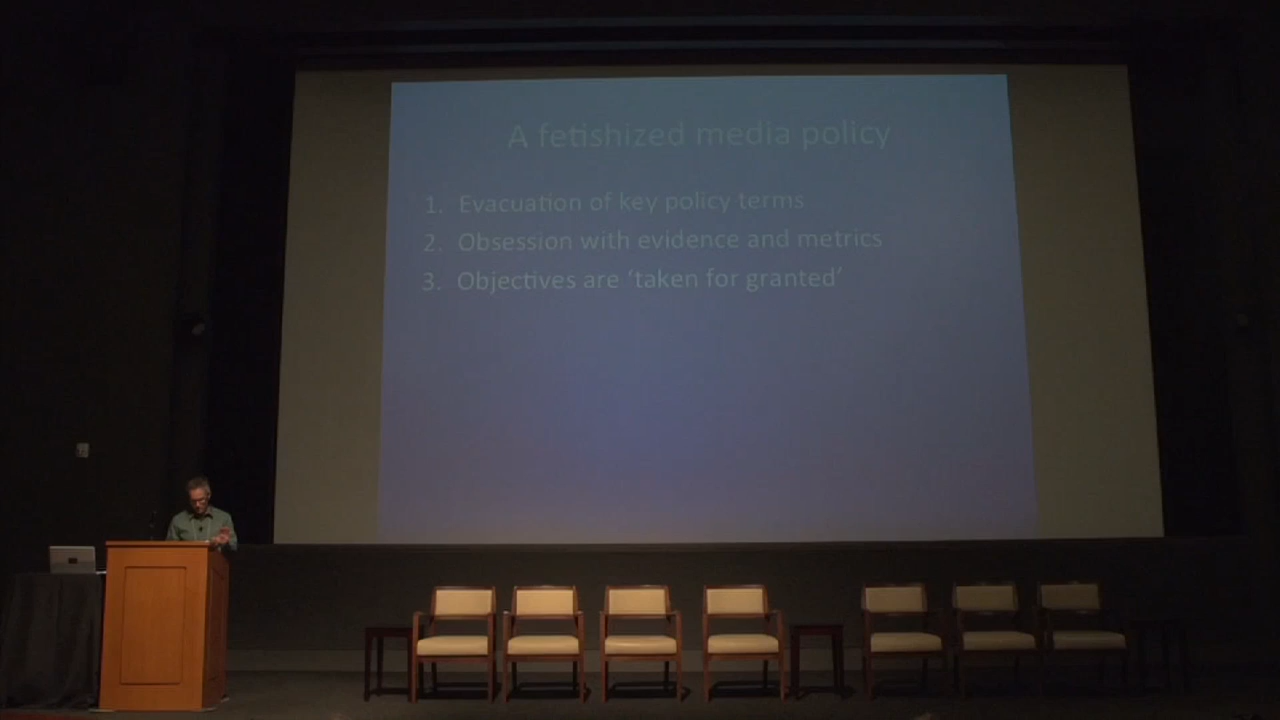 A fetishized media policy
1. Evacuation of key policy terms
2. Obsession with evidence and metrics
3. Objectives are ‘taken for granted’